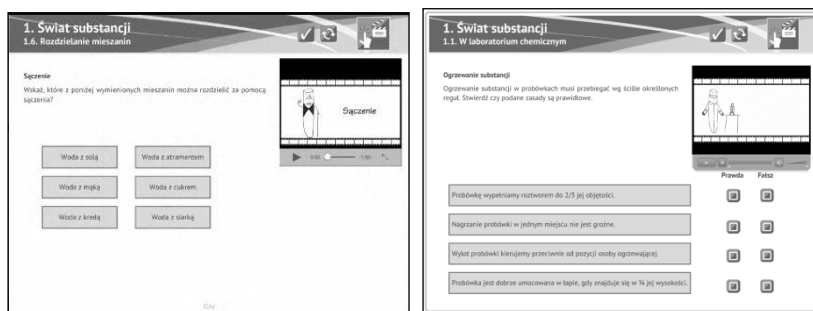 1. Świat substancji
1.6. Rozdzielanie mieszanin
Sączenie
Wskaż, które z poniżej wymienionych mieszanin można rozdzielić za pomocą
sączenia?
Sączenie
Woda z solą
Woda z atramentem
Woda z mąką
Woda z cukrem
Woda z kredą
Woda z siarką
1. Świat substancji
1.1. W laboratorium chemicznym
Ogrzewanie substancji
Ogrzewanie substancji w probówkach musi przebiegać wg ściśle określonych
reguł. Stwierdź czy podane zasady są prawidłowe.
Prawda Fałsz
Probówkę wypełniamy roztworem do 2/3 jej objętości.
Nagrzanie probówki w jednym miejscu nie jest groźne.
Wylot probówki kierujemy przeciwnie od pozycji osoby ogrzewającej.
Probówka jest dobrze umocowana w łapie, gdy znajduje się w ¾ jej wysokości.